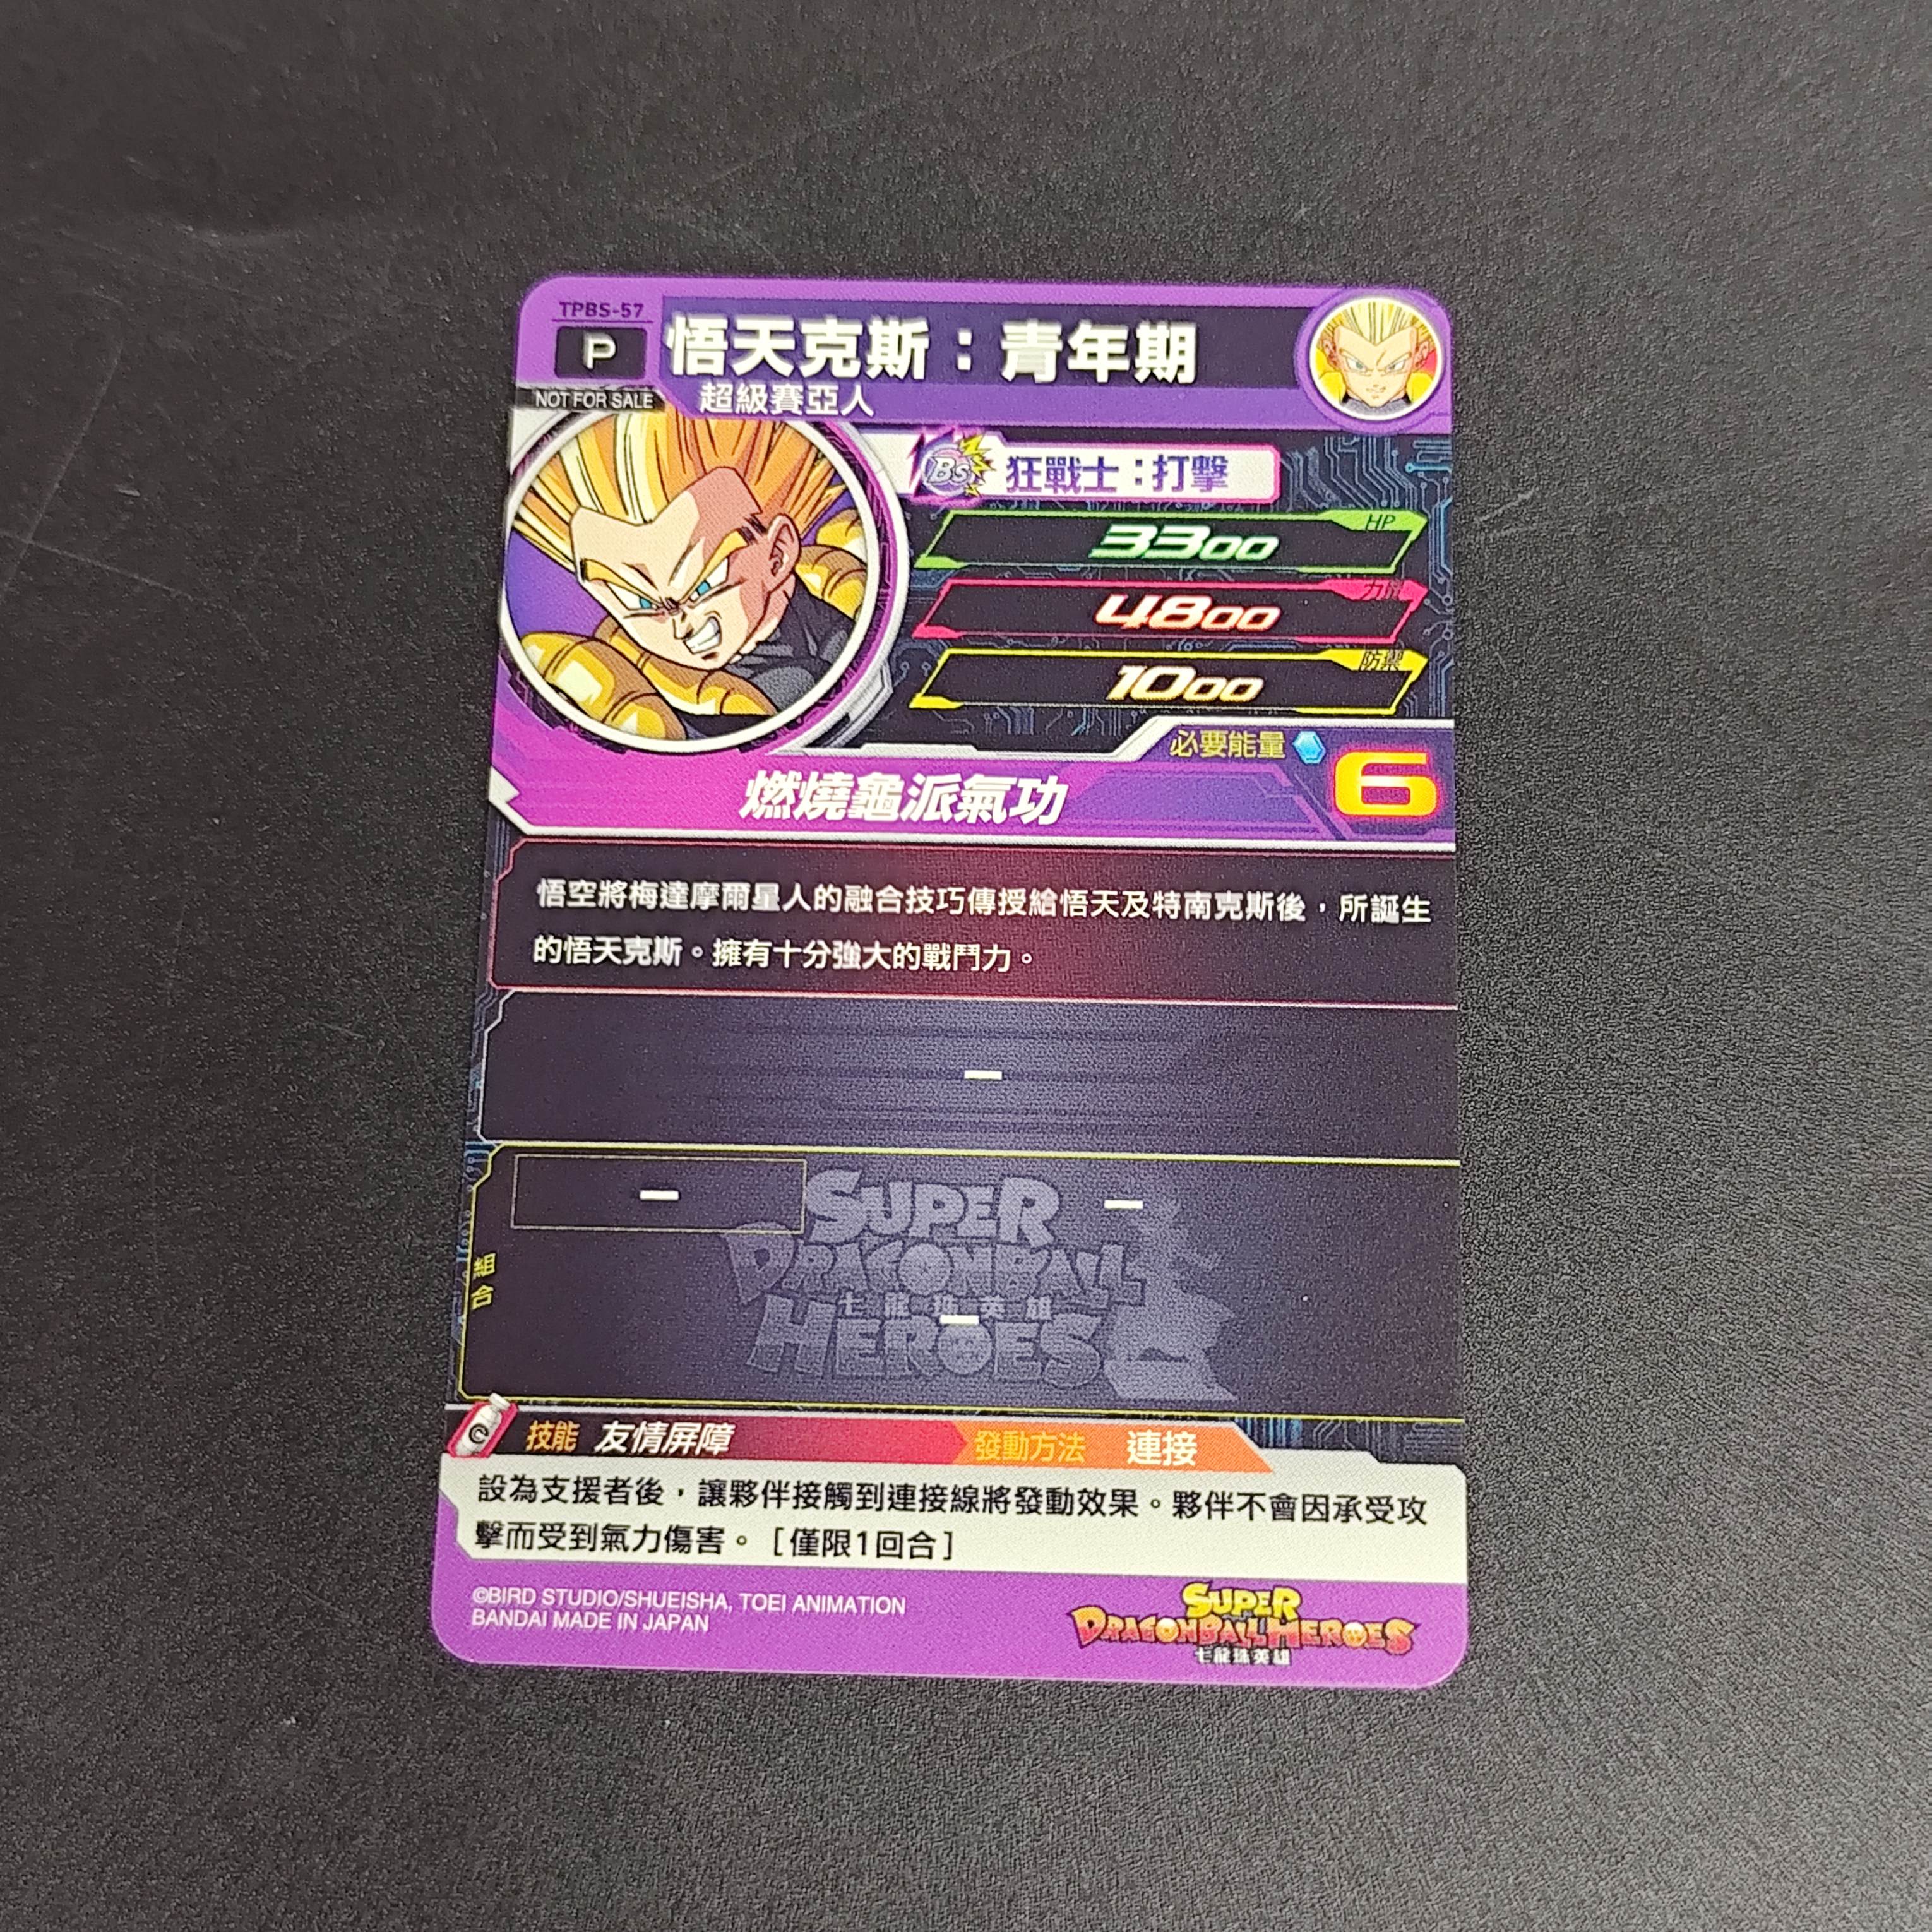 TPBS-57
P
NOT FOR SALE
悟天克斯：青年期
超級賽亞人
BS
狂戰士：打擊
HP
3300
力量
4800
防禦
1000
必要能量
6
燃燒龜派氣功
悟空將梅達摩爾星人的融合技巧傳授給悟天及特南克斯後，所誕生
的悟天克斯。擁有十分強大的戰鬥力。
-
-
-
SUPER
DRAGONBALL
七龍珠英雄
HEROES
-
組合
C
技能 友情屏障
發動方法 連接
設為支援者後，讓夥伴接觸到連接線將發動效果。夥伴不會因承受攻
擊而受到氣力傷害。［僅限1回合］
©BIRD STUDIO/SHUEISHA, TOEI ANIMATION
BANDAI MADE IN JAPAN
SUPER
DRAGONBALL HEROES
七龍珠英雄